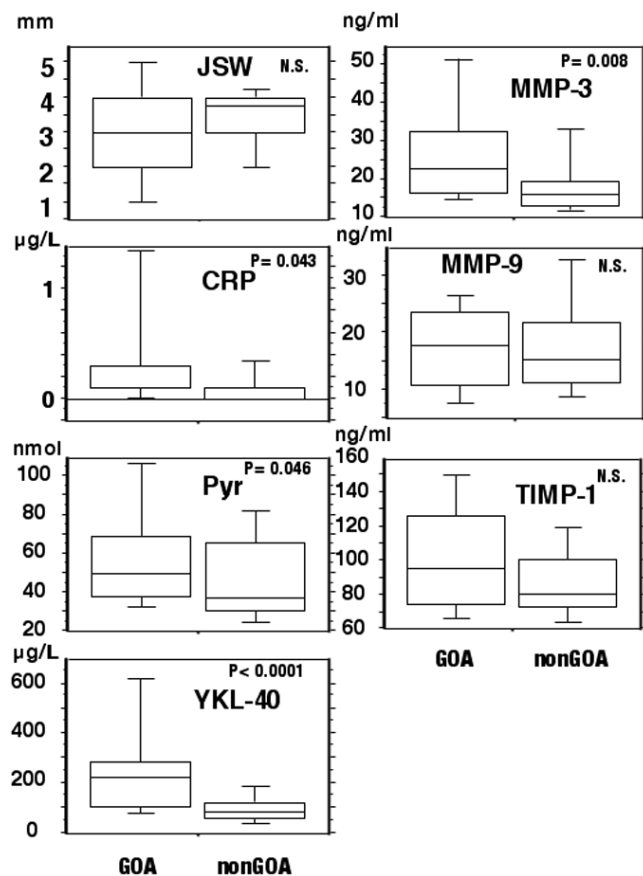 mm
JSW N.S.
5
4
3
2
1
ng/ml
P= 0.008
MMP-3
50
40
30
20
10
µg/L
P= 0.043
CRP
1
0
ng/ml
MMP-9 N.S.
30
20
10
nmol
P= 0.046
Pyr
100
80
60
40
20
ng/ml
N.S.
TIMP-1
160
140
120
100
80
60
GOA nonGOA
µg/L
P< 0.0001
YKL-40
600
400
200
0
GOA nonGOA